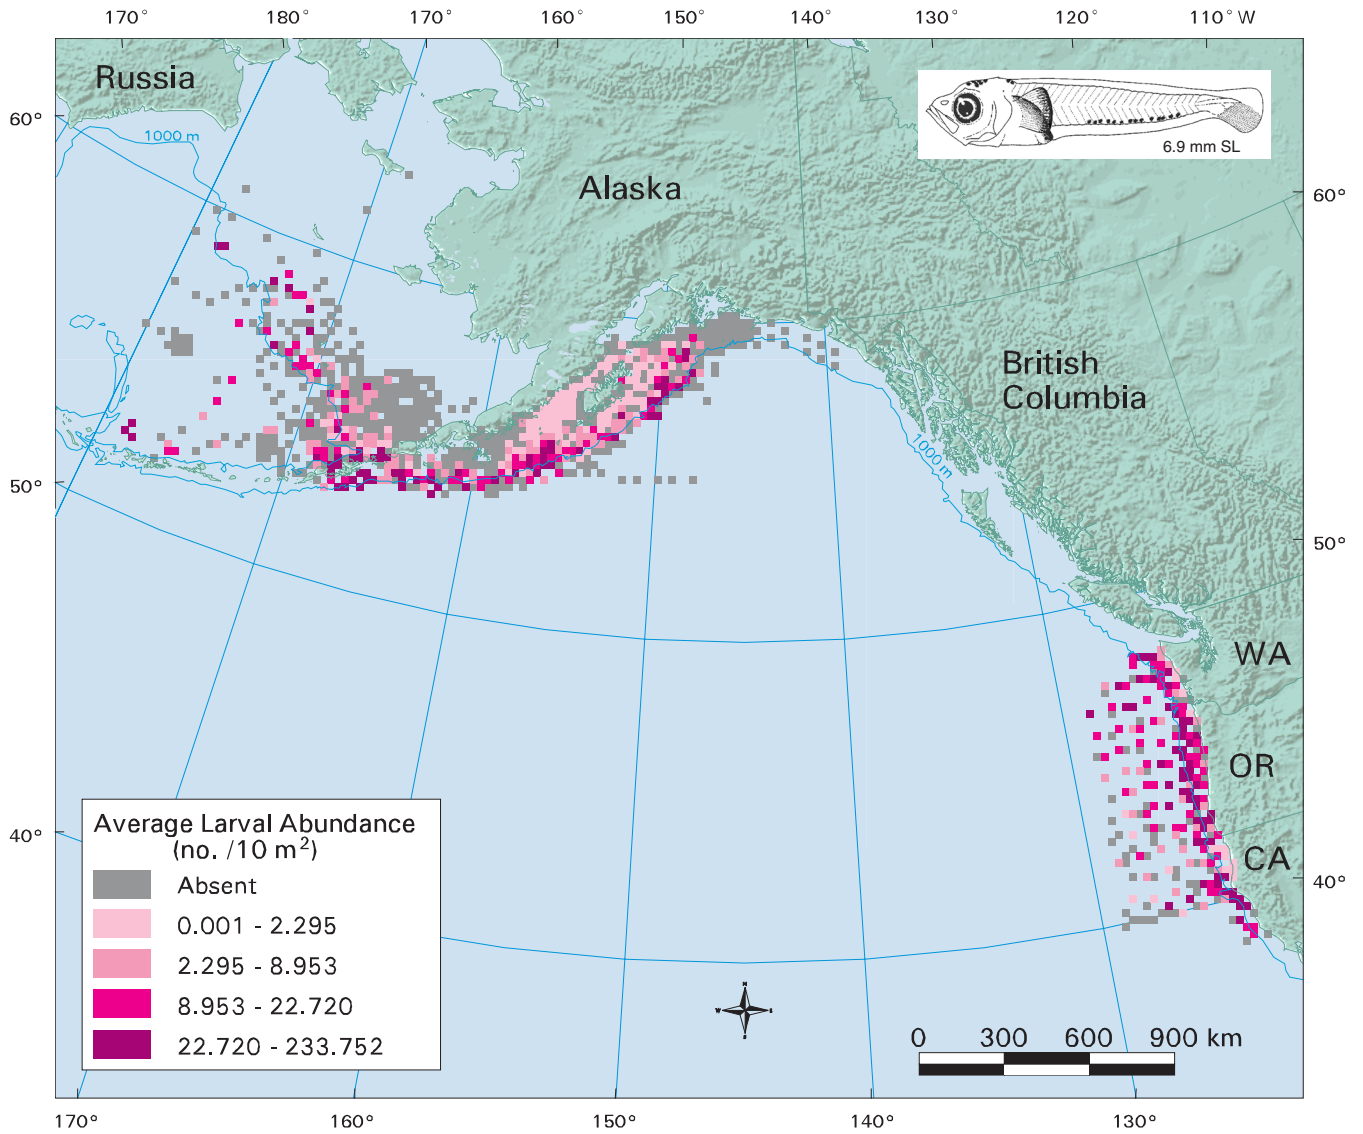 170° 180° 170° 160° 150° 140° 130° 120° 110° W
Russia
60°
1000 m
6.9 mm SL
Alaska
60°
British
Columbia
1000 m
50°
50°
WA
OR
Average Larval Abundance
(no. /10 m²)
40°
CA
40°
Absent
0.001 - 2.295
2.295 - 8.953
8.953 - 22.720
22.720 - 233.752
N
W
S
0 300 600 900 km
170° 160° 150° 140° 130°